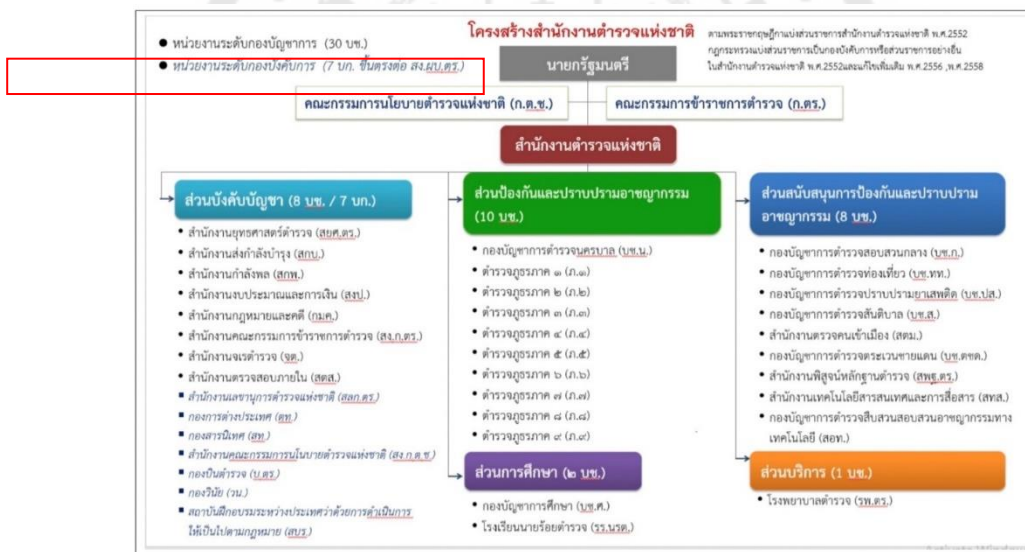 โครงสร้างสำนักงานตำรวจแห่งชาติ
ตามพระราชกฤษฎีกาแบ่งส่วนราชการสำนักงานตำรวจแห่งชาติ พ.ศ.2552
กฎกระทรวงแบ่งส่วนราชการเป็นกองบังคับการหรือส่วนราชการอย่างอื่น
ในสำนักงานตำรวจแห่งชาติ พ.ศ.2552และแก้ไขเพิ่มเติม พ.ศ.2556 ,พ.ศ.2558
● หน่วยงานระดับกองบัญชาการ (30 บช.)
● หน่วยงานระดับกองบังคับการ (7 บก. ขึ้นตรงต่อ สง.ผบ.ตร.)
นายกรัฐมนตรี
คณะกรรมการนโยบายตำรวจแห่งชาติ (ก.ต.ช.)
คณะกรรมการข้าราชการตำรวจ (ก.ตร.)
สำนักงานตำรวจแห่งชาติ
ส่วนบังคับบัญชา (8 บช. / 7 บก.)
• สำนักงานยุทธศาสตร์ตำรวจ (สยศ.ตร.)
• สำนักงานส่งกำลังบำรุง (สกบ.)
• สำนักงานกำลังพล (สกพ.)
• สำนักงานงบประมาณและการเงิน (สงป.)
• สำนักงานกฎหมายและคดี (กมค.)
• สำนักงานคณะกรรมการข้าราชการตำรวจ (สง.ก.ตร.)
• สำนักงานจเรตำรวจ (จต.)
• สำนักงานตรวจสอบภายใน (สตส.)
▪ สำนักงานเลขานุการตำรวจแห่งชาติ (สลก.ตร.)
▪ กองการต่างประเทศ (ตท.)
▪ กองสารนิเทศ (สท.)
▪ สำนักงานคณะกรรมการนโนบายตำรวจแห่งชาติ (สง.ก.ต.ช.)
▪ กองบินตำรวจ (บ.ตร.)
▪ กองวินัย (วน.)
▪ สถาบันฝึกอบรมระหว่างประเทศว่าด้วยการดำเนินการ
ให้เป็นไปตามกฎหมาย (สบร.)
ส่วนป้องกันและปราบปรามอาชญากรรม
(10 บช.)
• กองบัญชาการตำรวจนครบาล (บช.น.)
• ตำรวจภูธรภาค ๑ (ภ.๑)
• ตำรวจภูธรภาค ๒ (ภ.๒)
• ตำรวจภูธรภาค ๓ (ภ.๓)
• ตำรวจภูธรภาค ๔ (ภ.๔)
• ตำรวจภูธรภาค ๕ (ภ.๕)
• ตำรวจภูธรภาค ๖ (ภ.๖)
• ตำรวจภูธรภาค ๗ (ภ.๗)
• ตำรวจภูธรภาค ๘ (ภ.๘)
• ตำรวจภูธรภาค ๙ (ภ.๙)
ส่วนการศึกษา (๒ บช.)
• กองบัญชาการศึกษา (บช.ศ.)
• โรงเรียนนายร้อยตำรวจ (รร.นรต.)
ส่วนสนับสนุนการป้องกันและปราบปราม
อาชญากรรม (8 บช.)
• กองบัญชาการตำรวจสอบสวนกลาง (บช.ก.)
• กองบัญชาการตำรวจท่องเที่ยว (บช.ทท.)
• กองบัญชาการตำรวจปราบปรามยาเสพติด (บช.ปส.)
• กองบัญชาการตำรวจสันติบาล (บช.ส.)
• สำนักงานตรวจคนเข้าเมือง (สตม.)
• กองบัญชาการตำรวจตระเวนชายแดน (บช.ตชด.)
• สำนักงานพิสูจน์หลักฐานตำรวจ (สพฐ.ตร.)
• สำนักงานเทคโนโลยีสารสนเทศและการสื่อสาร (สทส.)
• กองบัญชาการตำรวจสืบสวนสอบสวนอาชญากรรมทาง
เทคโนโลยี (สอท.)
ส่วนบริการ (1 บช.)
• โรงพยาบาลตำรวจ (รพ.ตร.)